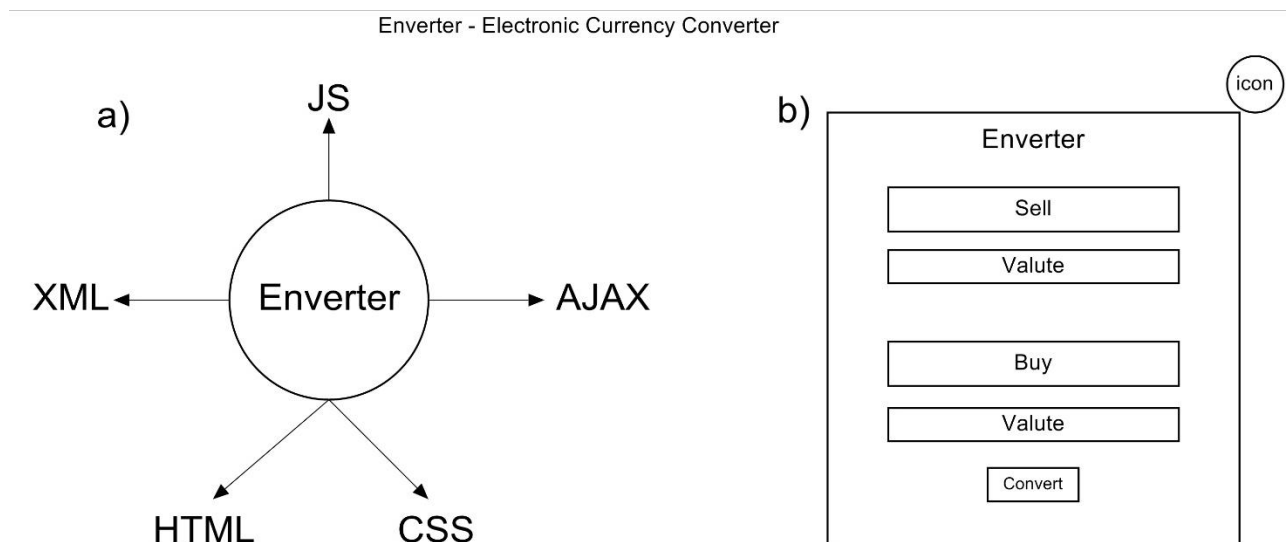 Enverter - Electronic Currency Converter
a)
JS
XML
Enverter
AJAX
HTML
CSS
b)
icon
Enverter
Sell
Valute
Buy
Valute
Convert